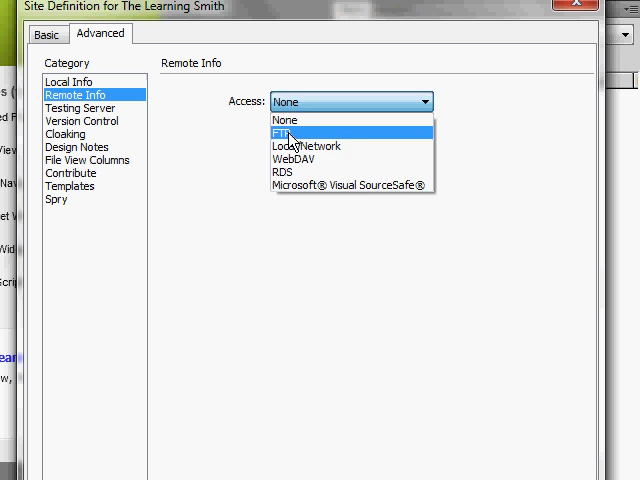 Site Definition for The Learning Smith
Basic
Advanced
Category
Remote Info
Local Info
Remote Info
Testing Server
Version Control
Cloaking
Design Notes
File View Columns
Contribute
Templates
Spry
Access:
None
None
FTP
Local/Network
WebDAV
RDS
Microsoft® Visual SourceSafe®